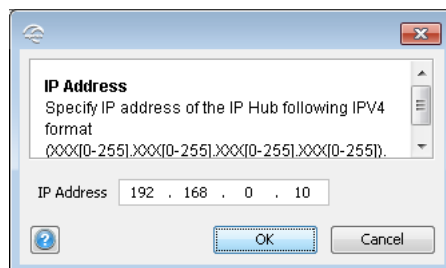 IP Address
Specify IP address of the IP Hub following IPV4
format
(XXX[0-255].XXX[0-255].XXX[0-255].XXX[0-255]).
IP Address 192 . 168 . 0 . 10
? OK Cancel